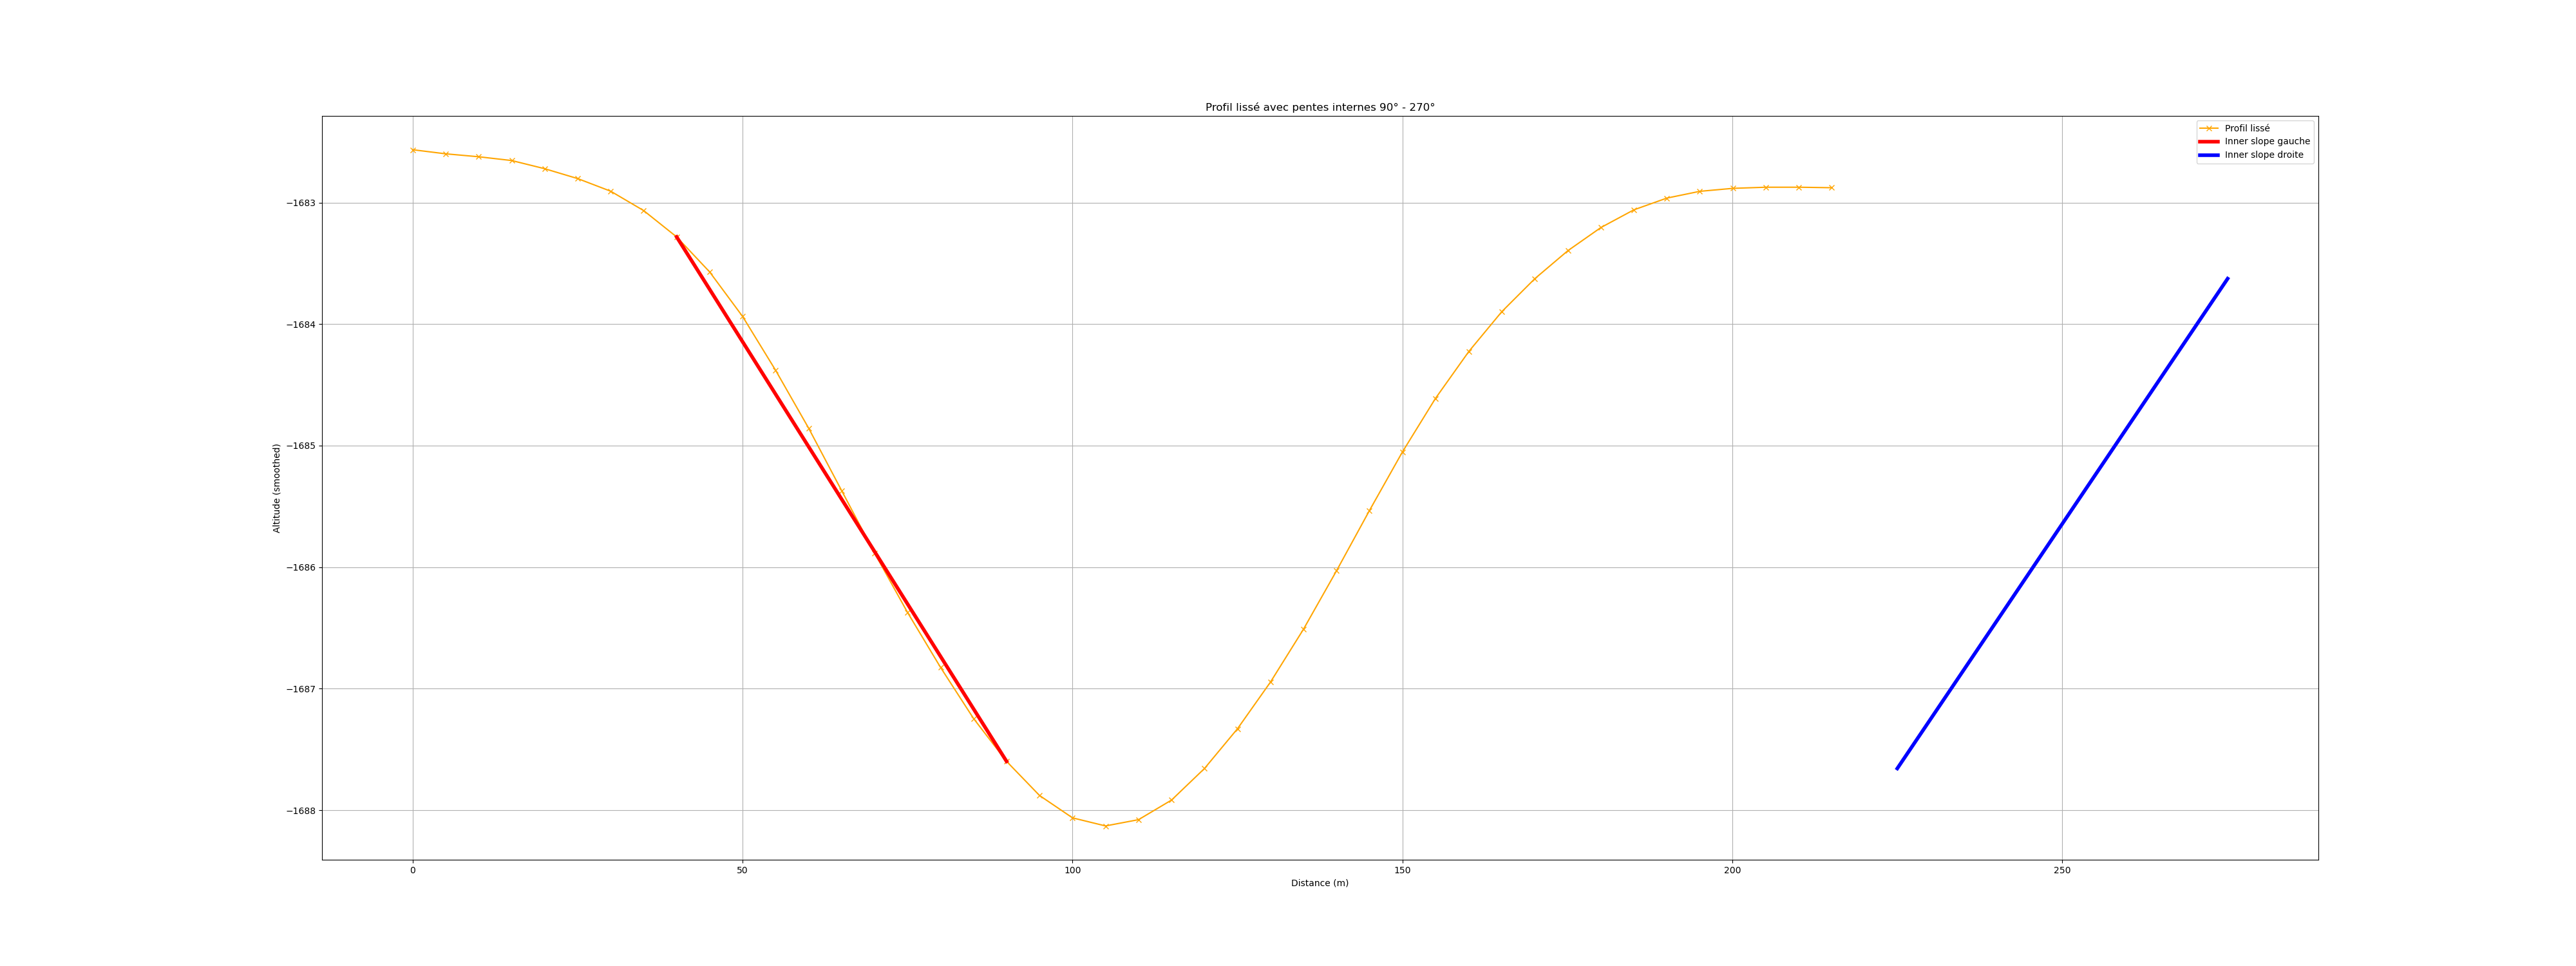 Profil lissé avec pentes internes 90° - 270°
Profil lissé
Inner slope gauche
Inner slope droite
−1683
−1684
−1685
−1686
−1687
−1688
Altitude (smoothed)
0
50
100
150
200
250
Distance (m)